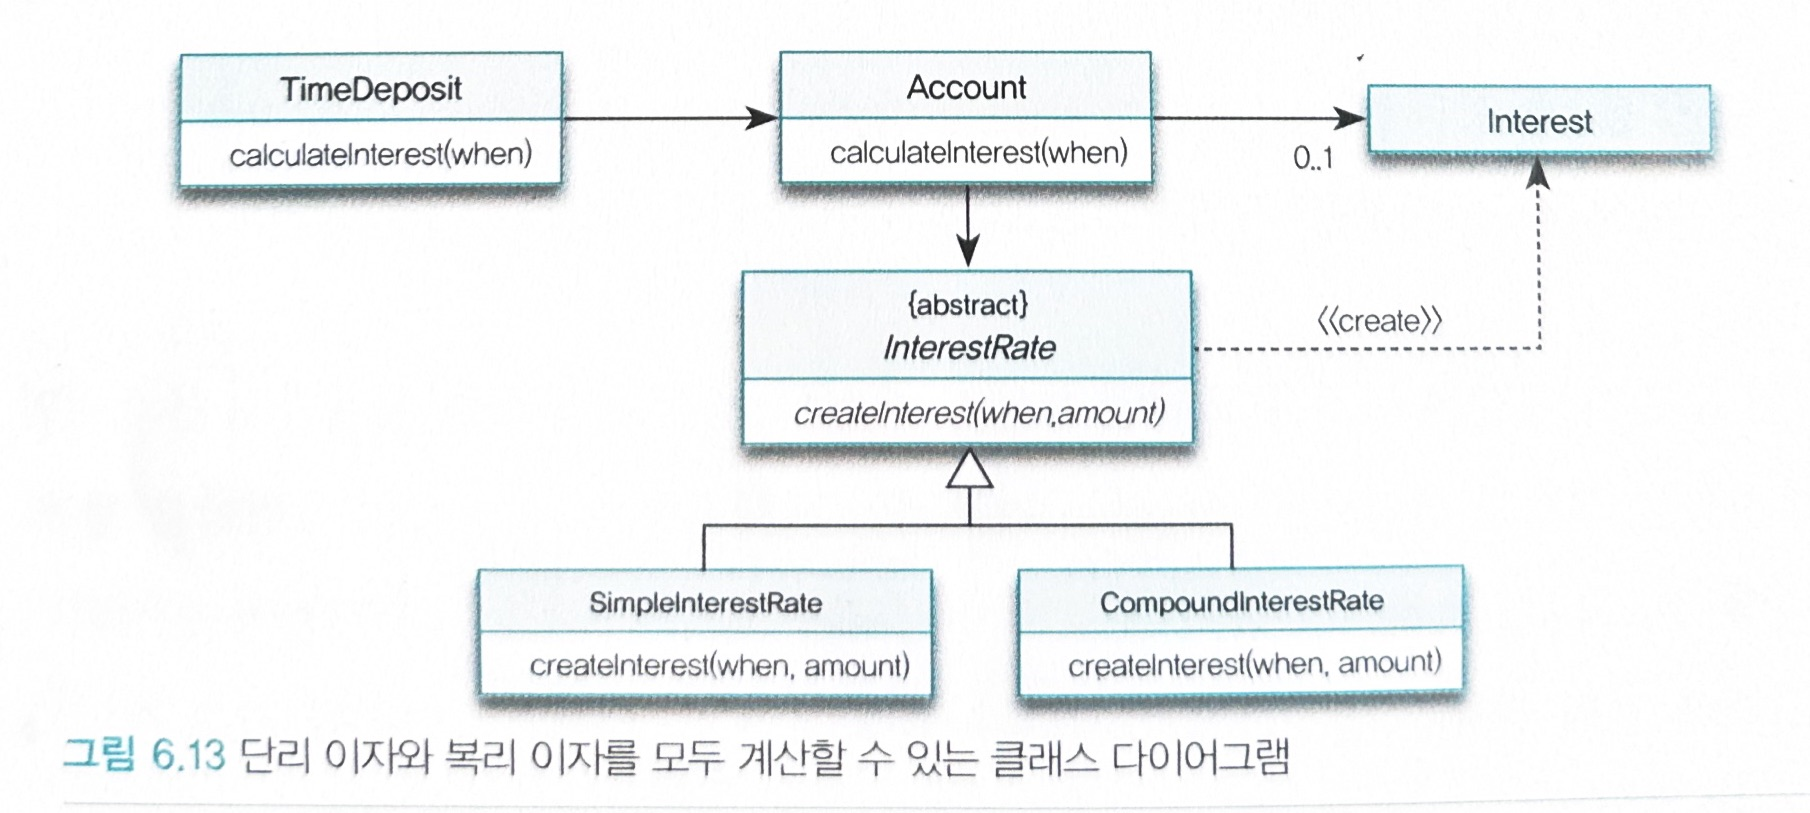 TimeDeposit
calculateInterest(when)
Account
calculateInterest(when)
Interest
0..1
{abstract}
InterestRate
createInterest(when,amount)
<<create>>
SimpleInterestRate
createInterest(when, amount)
CompoundInterestRate
createInterest(when, amount)
그림 6.13 단리 이자와 복리 이자를 모두 계산할 수 있는 클래스 다이어그램